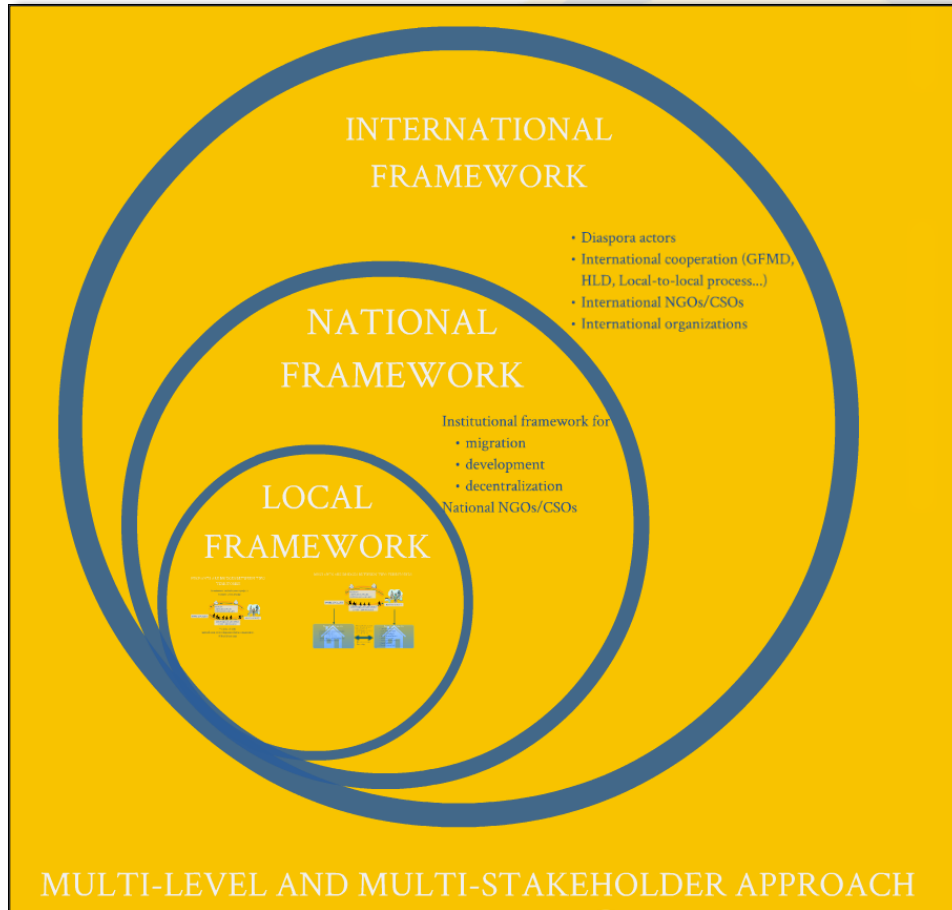 INTERNATIONAL
FRAMEWORK
• Diaspora actors
• International cooperation (GFMD,
HLD, Local-to-local process...)
• International NGOs/CSOs
• International organizations
NATIONAL
FRAMEWORK
Institutional framework for
• migration
• development
• decentralization
National NGOs/CSOs
LOCAL
FRAMEWORK
MULTI-LEVEL AND MULTI-STAKEHOLDER APPROACH